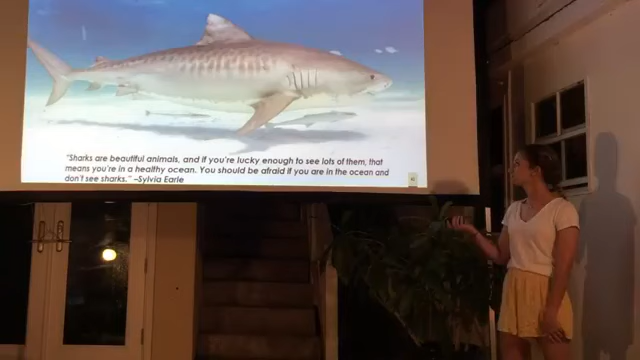 "Sharks are beautiful animals, and if you're lucky enough to see lots of them, that
means you're in a healthy ocean. You should be afraid if you are in the ocean and
don't see sharks." –Sylvia Earle